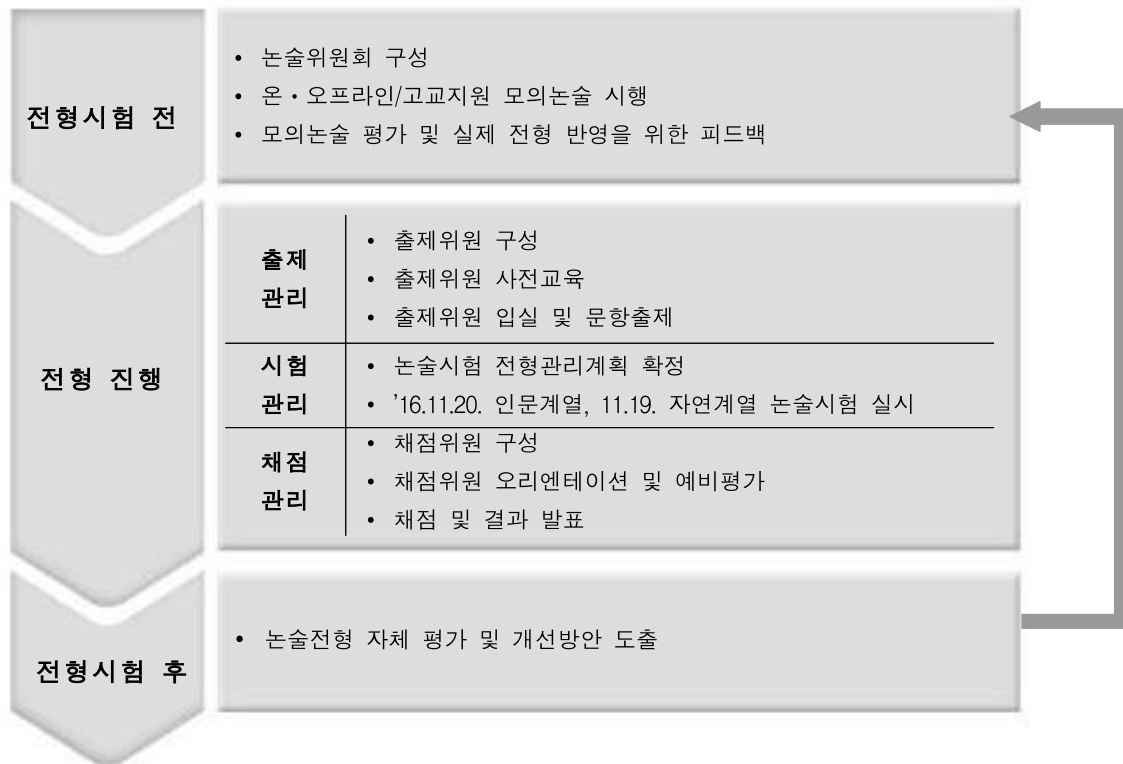 전형시험 전
• 논술위원회 구성
• 온·오프라인/고교지원 모의논술 시행
• 모의논술 평가 및 실제 전형 반영을 위한 피드백
전형 진행
출제
관리
• 출제위원 구성
• 출제위원 사전교육
• 출제위원 입실 및 문항출제
시험
관리
• 논술시험 전형관리계획 확정
• ’16.11.20. 인문계열, 11.19. 자연계열 논술시험 실시
채점
관리
• 채점위원 구성
• 채점위원 오리엔테이션 및 예비평가
• 채점 및 결과 발표
전형시험 후
• 논술전형 자체 평가 및 개선방안 도출